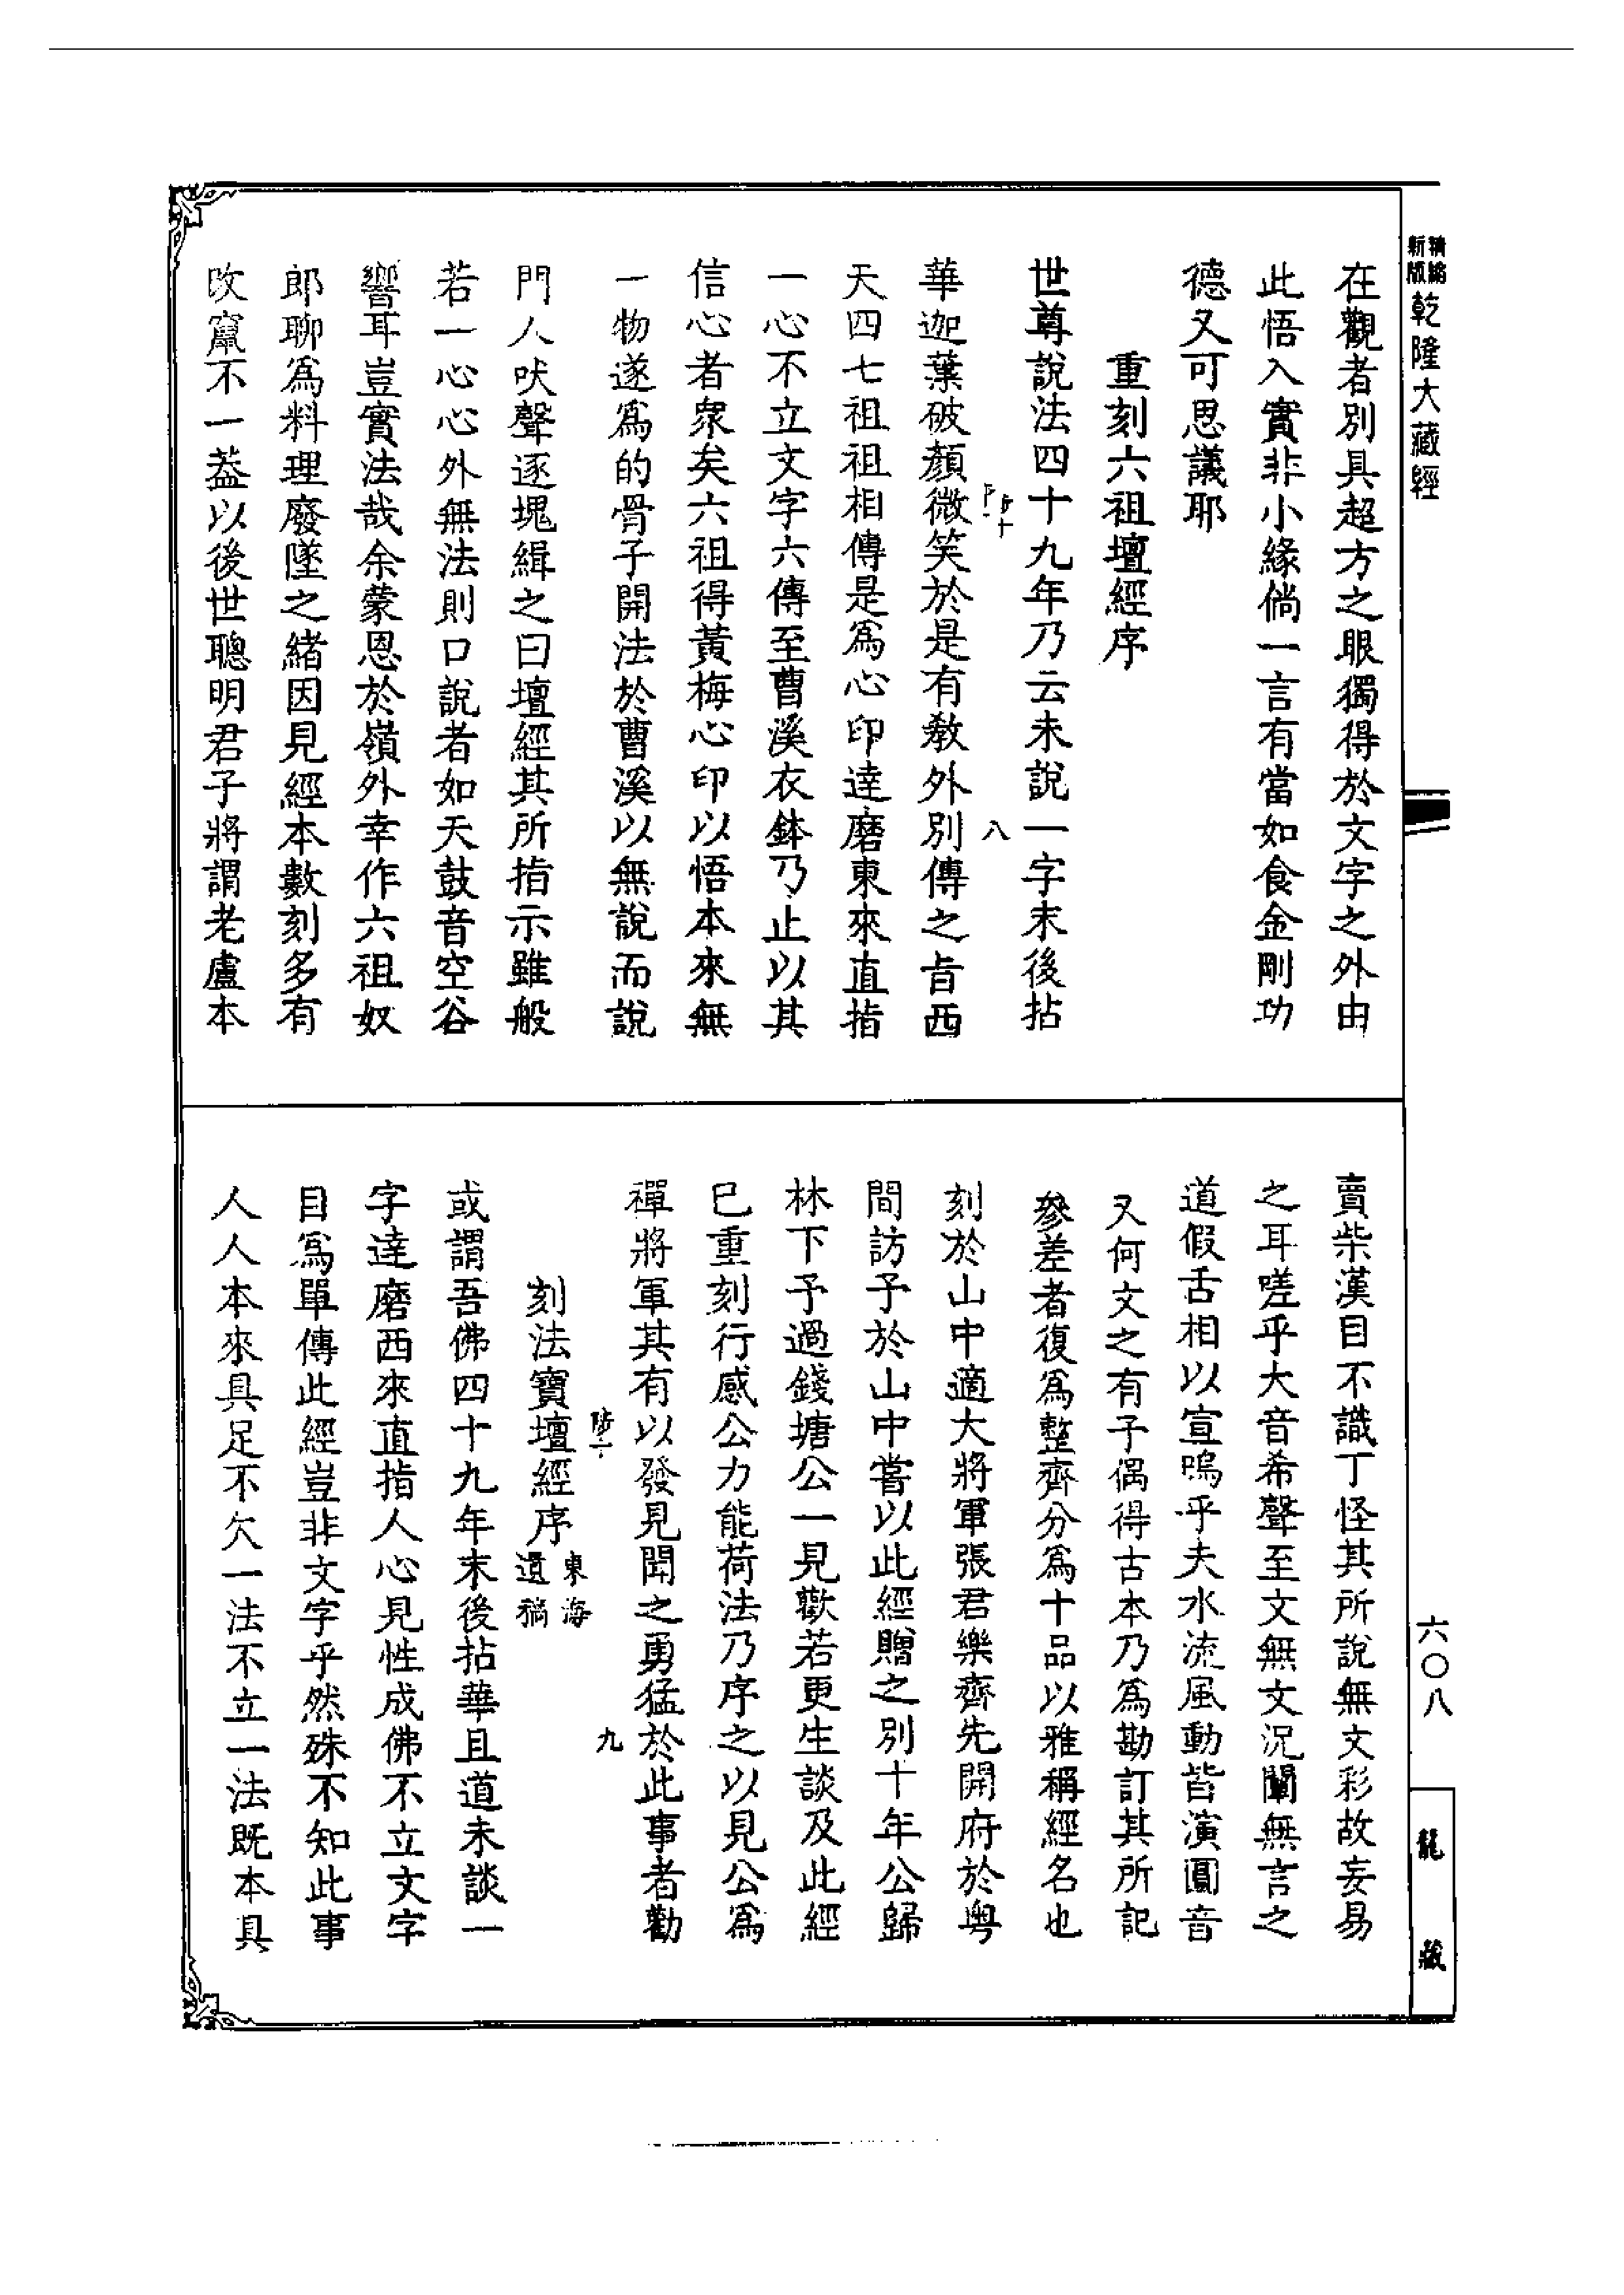 精縮
新版
乾隆大藏經
在觀者別具超方之眼獨得於文字之外由
此悟入實非小緣倘一言有當如食金剛功
德又可思議耶
重刻六祖壇經序
世尊說法四十九年乃云未說一字末後拈
八
華迦葉破顏微笑於是有教外別傳之旨西
天四七祖祖相傳是爲心印達磨東來直指
一心不立文字六傳至曹溪衣鉢乃止以其
信心者衆矣六祖得黃梅心印以悟本來無
一物遂爲的骨子開法於曹溪以無說而說
門人吠聲逐塊緝之曰壇經其所指示雖般
若一心心外無法則口說者如天鼓音空谷
響耳豈實法哉余蒙恩於嶺外幸作六祖奴
郎聊爲料理廢墜之緒因見經本數刻多有
改竄不一葢以後世聰明君子將謂老盧本
賣柴漢目不識丁怪其所說無文彩故妄易
之耳嗟乎大音希聲至文無文況闡無言之
道假舌相以宣嗚乎夫水流風動皆演圓音
又何文之有予偶得古本乃爲勘訂其所記
參差者復爲整齊分爲十品以雅稱經名也
刻於山中適大將軍張君樂齊先開府於粵
間訪予於山中嘗以此經贈之別十年公歸
林下予過錢塘公一見歡若更生談及此經
已重刻行感公力能荷法乃序之以見公爲
禪將軍其有以發見聞之勇猛於此事者勸
九
刻法寶壇經序
東海
遺稿
或謂吾佛四十九年末後拈華且道未談一
字達磨西來直指人心見性成佛不立文字
目爲單傳此經豈非文字乎然殊不知此事
人人本來具足不欠一法不立一法既本具
六〇八
龍藏